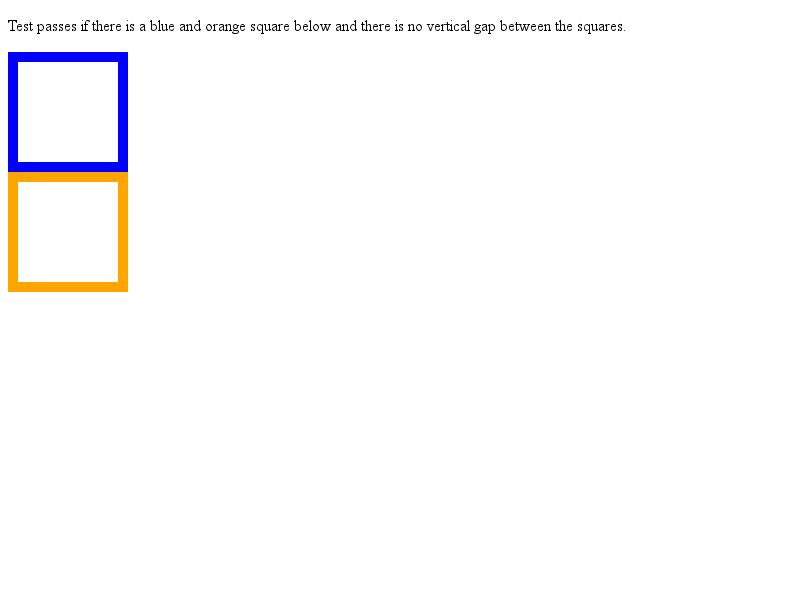 Test passes if there is a blue and orange square below and there is no vertical gap between the squares.